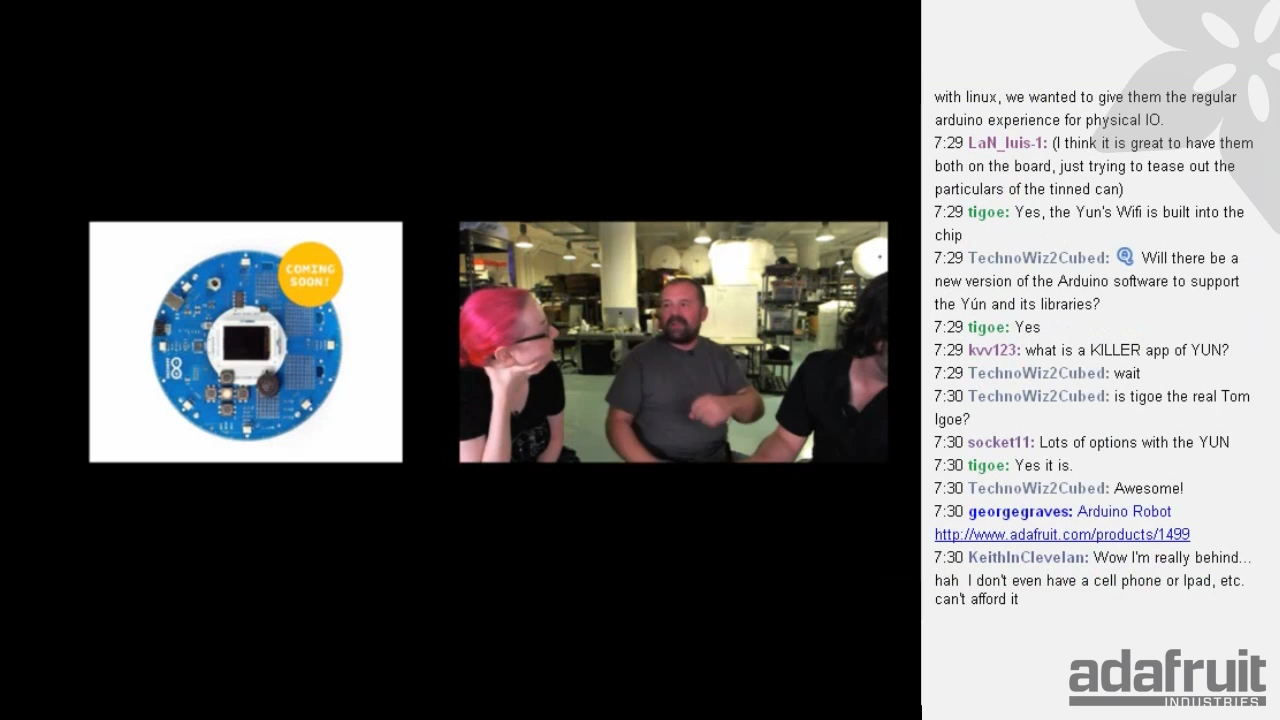 COMING
SOON!
with linux, we wanted to give them the regular
arduino experience for physical IO.
7:29 LaN_luis-1: (I think it is great to have them
both on the board, just trying to tease out the
particulars of the tinned can)
7:29 tigoe: Yes, the Yun's Wifi is built into the
chip
7:29 TechnoWiz2Cubed: Q Will there be a
new version of the Arduino software to support
the Yún and its libraries?
7:29 tigoe: Yes
7:29 kvv123: what is a KILLER app of YUN?
7:29 TechnoWiz2Cubed: wait
7:30 TechnoWiz2Cubed: is tigoe the real Tom
Igoe?
7:30 socket11: Lots of options with the YUN
7:30 tigoe: Yes it is.
7:30 TechnoWiz2Cubed: Awesome!
7:30 georgegraves: Arduino Robot
http://www.adafruit.com/products/1499
7:30 KeithInClevelan: Wow I'm really behind...
hah I don't even have a cell phone or Ipad, etc.
can't afford it
adafruit
INDUSTRIES